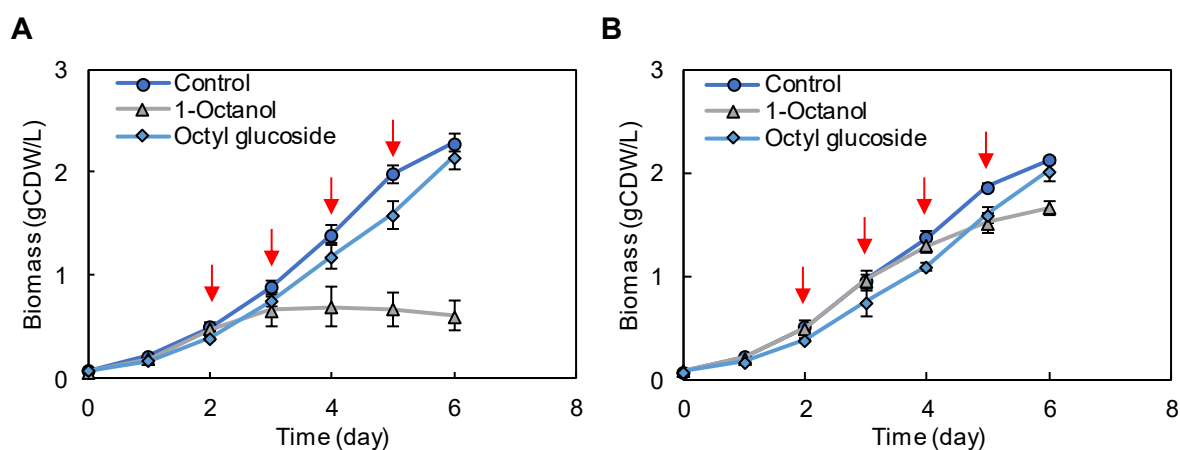 A
Biomass (gCDW/L)
3
2
1
0
Control
1-Octanol
Octyl glucoside
0 2 4 6 8
Time (day)
B
Biomass (gCDW/L)
3
2
1
0
Control
1-Octanol
Octyl glucoside
0 2 4 6 8
Time (day)